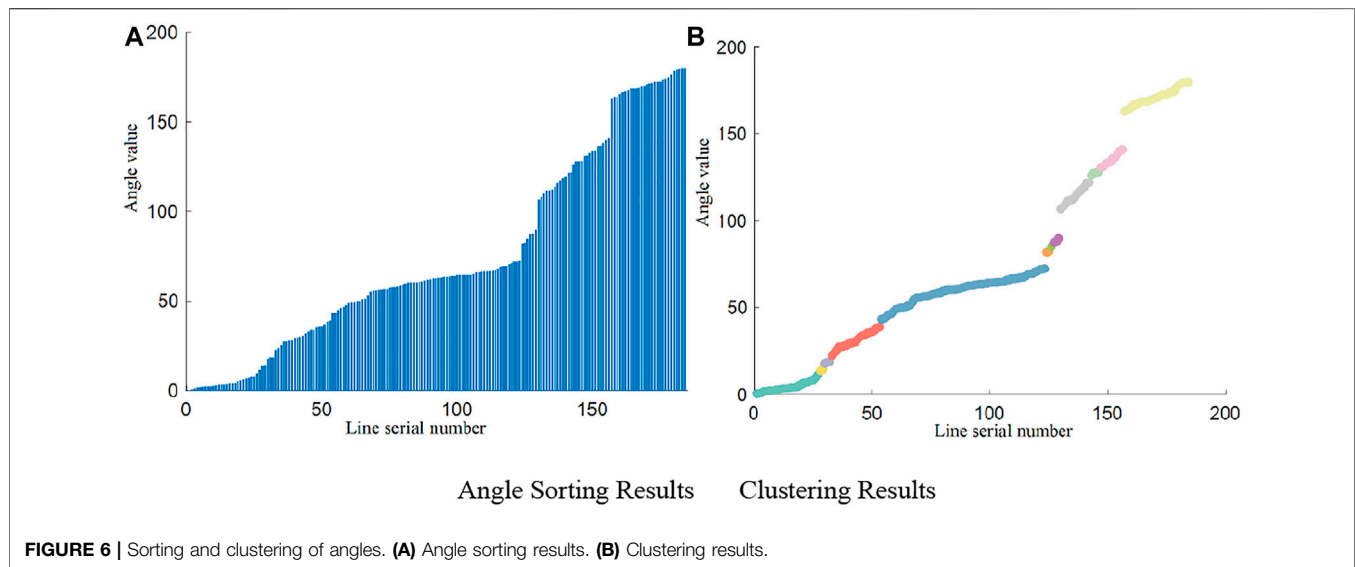 A
200
150
100
50
0
Angle value
0
50
100
150
Line serial number
B
200
150
100
50
0
Angle value
0
50
100
150
200
Line serial number
Angle Sorting Results
Clustering Results
FIGURE 6 | Sorting and clustering of angles. (A) Angle sorting results. (B) Clustering results.